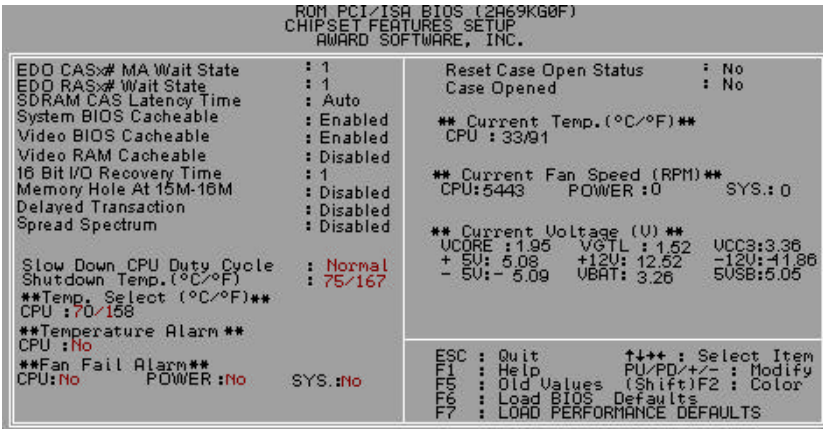 ROM PCI/ISA BIOS (2A69KG0F)
CHIPSET FEATURES SETUP
AWARD SOFTWARE, INC.
EDO CASx# MA Wait State : 1
EDO RASx# Wait State : 1
SDRAM CAS Latency Time : Auto
System BIOS Cacheable : Enabled
Video BIOS Cacheable : Enabled
Video RAM Cacheable : Disabled
16 Bit I/O Recovery Time : 1
Memory Hole At 15M-16M : Disabled
Delayed Transaction : Disabled
Spread Spectrum : Disabled
Slow Down CPU Duty Cycle : Normal
Shutdown Temp.(°C/°F) : 75/167
**Temp. Select (°C/°F)**
CPU :70/158
**Temperature Alarm **
CPU :No
**Fan Fail Alarm**
CPU:No POWER :No SYS.:No
Reset Case Open Status : No
Case Opened : No
** Current Temp.(°C/°F)**
CPU : 33/91
** Current Fan Speed (RPM)**
CPU:5443 POWER :0 SYS.: 0
** Current Voltage (V) **
VCORE :1.95 VGTL : 1.52 VCC3:3.36
+ 5V: 5.08 +12V: 12.52 -12V:-11.86
- 5V:- 5.09 VBAT: 3.26 5VSB:5.05
ESC : Quit ↑↓→← : Select Item
F1 : Help PU/PD/+/- : Modify
F5 : Old Values (Shift)F2 : Color
F6 : Load BIOS Defaults
F7 : LOAD PERFORMANCE DEFAULTS